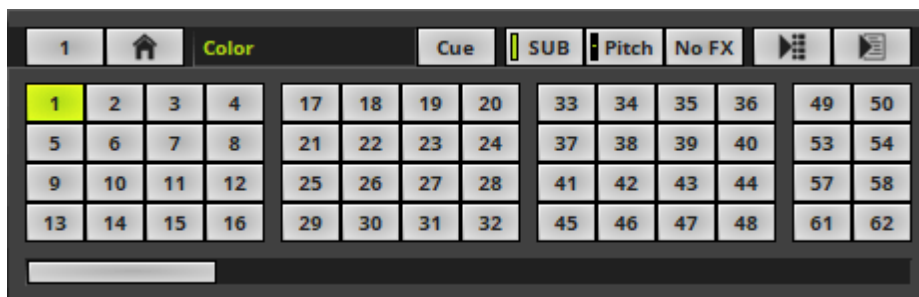 1 Color Cue SUB Pitch No FX
1 2 3 4 17 18 19 20 33 34 35 36 49 50
5 6 7 8 21 22 23 24 37 38 39 40 53 54
9 10 11 12 25 26 27 28 41 42 43 44 57 58
13 14 15 16 29 30 31 32 45 46 47 48 61 62